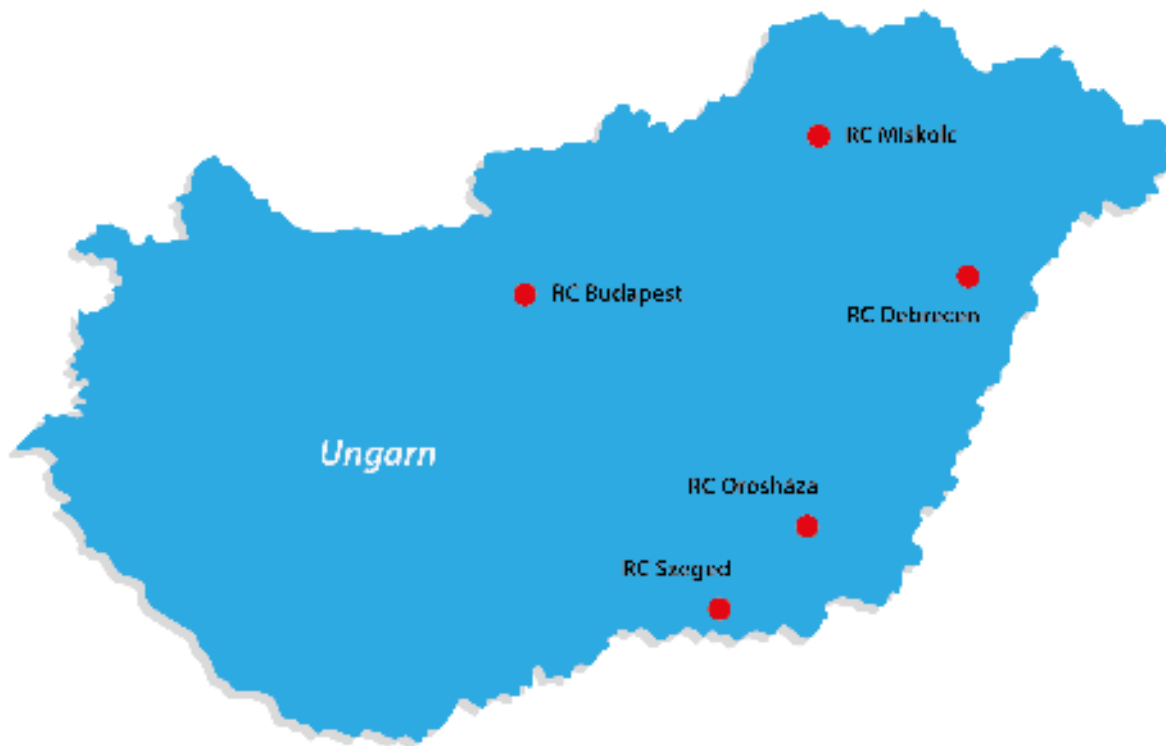 RC Miskolc
RC Budapest
RC Debrecen
Ungarn
RC Orosháza
RC Szeged